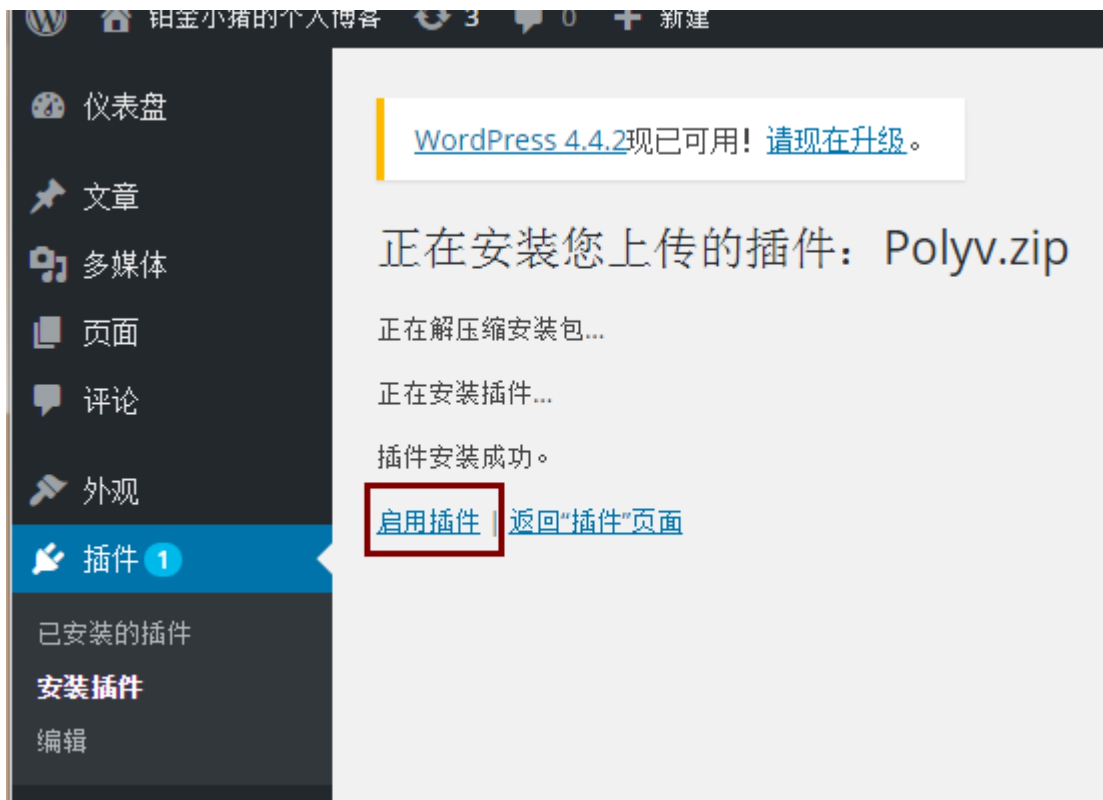 铂金小猪的个人博客 3 0 新建
仪表盘
文章
多媒体
页面
评论
外观
插件 1
已安装的插件
安装插件
编辑
WordPress 4.4.2现已可用！请现在升级。
正在安装您上传的插件：Polyv.zip
正在解压缩安装包…
正在安装插件…
插件安装成功。
启用插件 | 返回“插件”页面